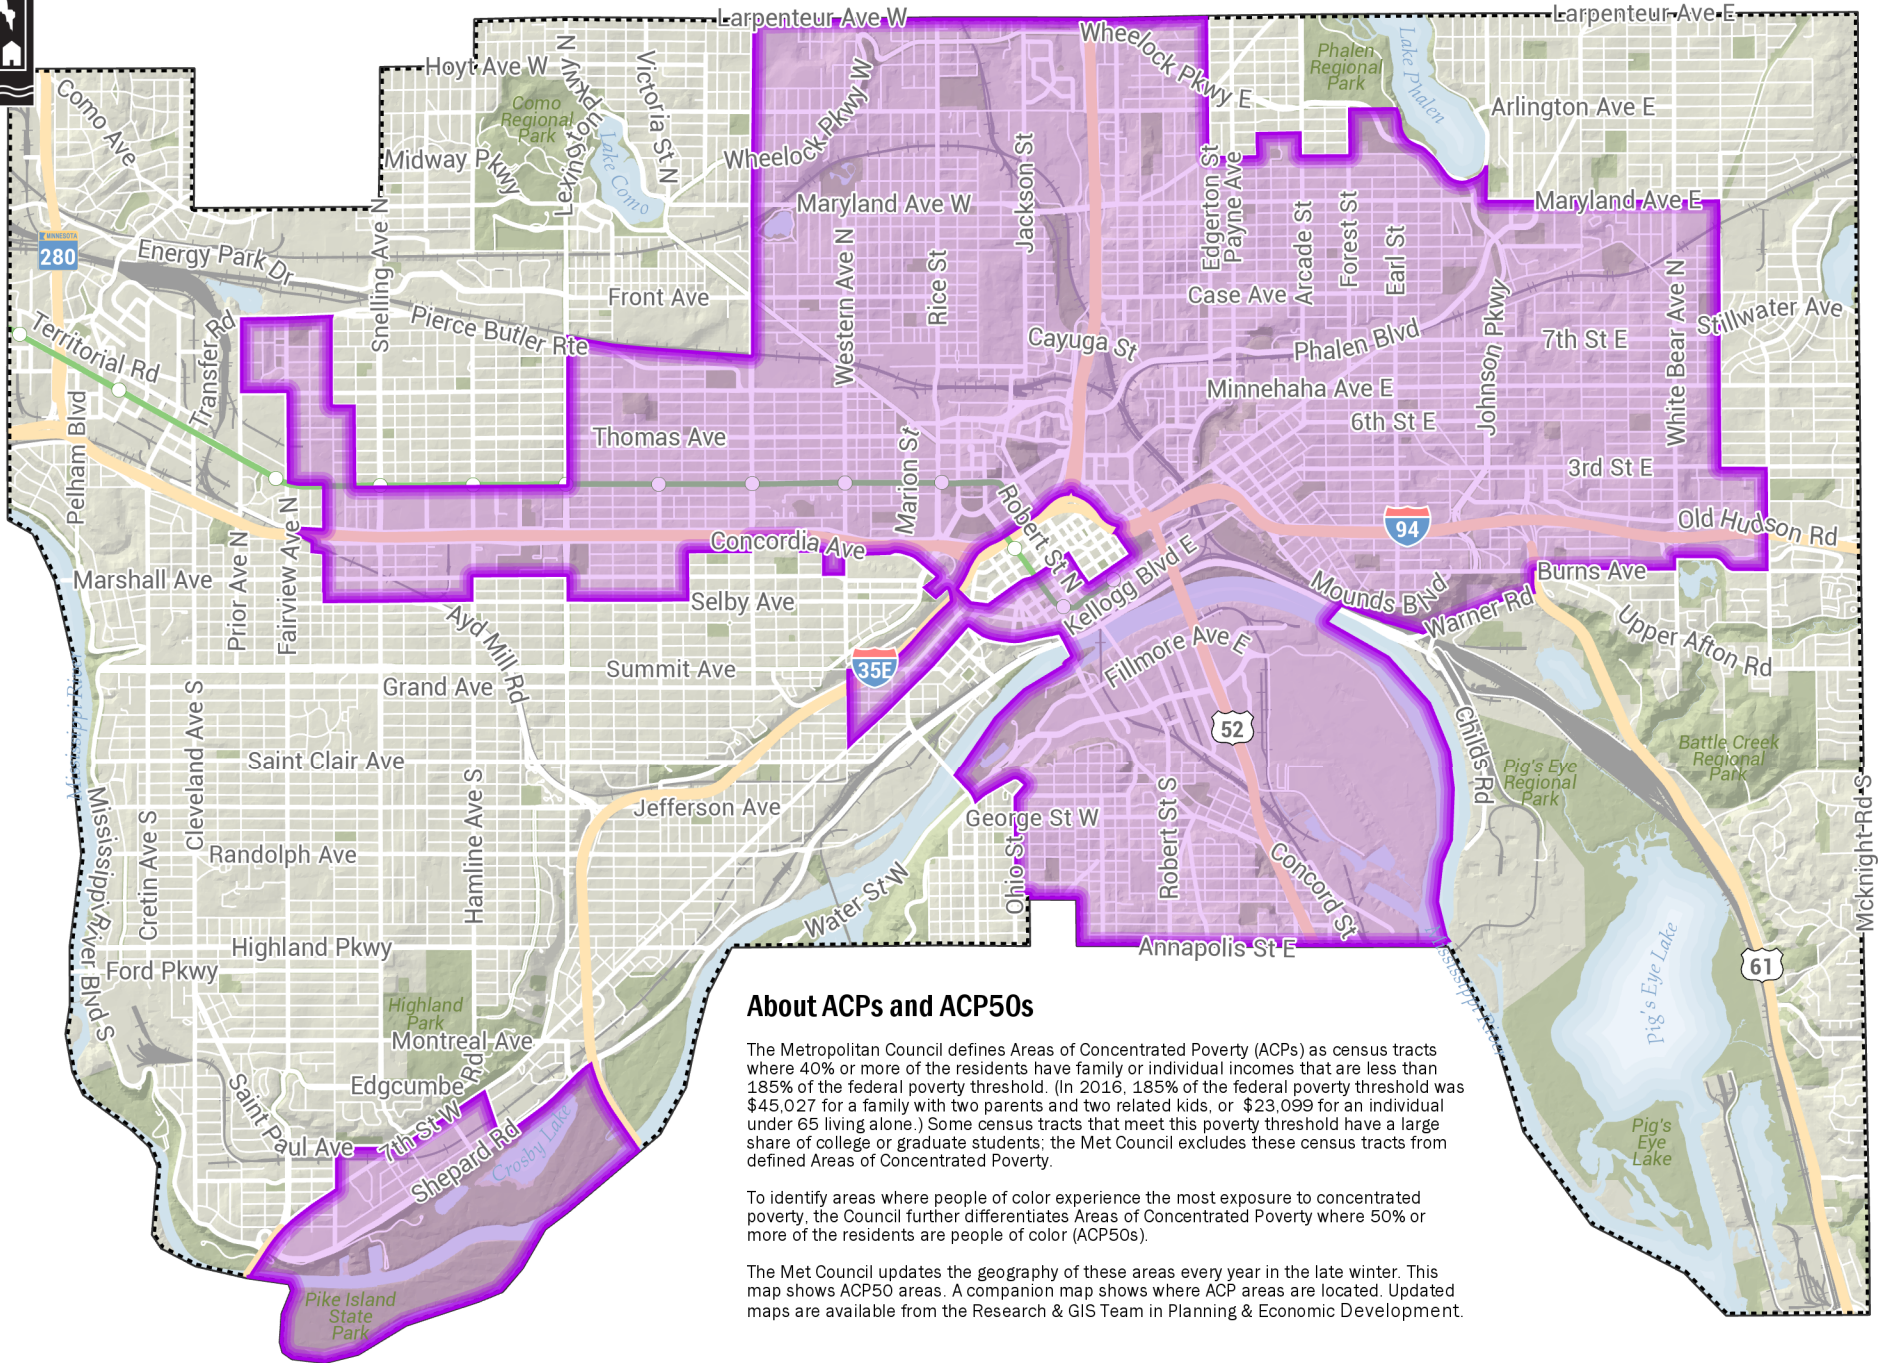 Larpenteur Ave W
Larpenteur Ave E
Wheelock Pkwy E
Hoyt Ave W
Lexington Pkwy N
Victoria St N
Como Ave
Como Regional Park
Lake Como
Phalen Regional Park
Lake Phalen
Arlington Ave E
Midway Pkwy
Wheelock Pkwy W
Jackson St
Edgerton St
Payne Ave
Maryland Ave W
Maryland Ave E
Arcade St
Forest St
Earl St
MINNESOTA
280
Energy Park Dr
Snelling Ave N
Front Ave
Western Ave N
Rice St
Case Ave
Johnson Pkwy
White Bear Ave N
Stillwater Ave
Territorial Rd
Transfer Rd
Pierce Butler Rte
Cayuga St
Phalen Blvd
7th St E
Minnehaha Ave E
6th St E
Pelham Blvd
Thomas Ave
Marion St
3rd St E
Fairview Ave N
Prior Ave N
Robert St N
94
Old Hudson Rd
Concordia Ave
Kellogg Blvd E
Marshall Ave
Selby Ave
Mounds Blvd
Burns Ave
Warner Rd
Upper Afton Rd
Ayd Mill Rd
Fillmore Ave E
Summit Ave
35E
Grand Ave
Mississippi River
Cleveland Ave S
52
Childs Rd
Saint Clair Ave
Battle Creek Regional Park
Pig's Eye Regional Park
Mississippi River Blvd S
Cretin Ave S
Hamline Ave S
Jefferson Ave
George St W
Ohio St
Robert St S
Concord St
Mcknight Rd S
Randolph Ave
Water St W
Highland Pkwy
Ford Pkwy
Annapolis St E
Mississippi River
Pig's Eye Lake
61
Highland Park
Montreal Ave
Edgcumbe Rd
Saint Paul Ave
7th St W
Shepard Rd
Crosby Lake
Pig's Eye Lake
Pike Island State Park
About ACPs and ACP50s
The Metropolitan Council defines Areas of Concentrated Poverty (ACPs) as census tracts
where 40% or more of the residents have family or individual incomes that are less than
185% of the federal poverty threshold. (In 2016, 185% of the federal poverty threshold was
$45,027 for a family with two parents and two related kids, or $23,099 for an individual
under 65 living alone.) Some census tracts that meet this poverty threshold have a large
share of college or graduate students; the Met Council excludes these census tracts from
defined Areas of Concentrated Poverty.
To identify areas where people of color experience the most exposure to concentrated
poverty, the Council further differentiates Areas of Concentrated Poverty where 50% or
more of the residents are people of color (ACP50s).
The Met Council updates the geography of these areas every year in the late winter. This
map shows ACP50 areas. A companion map shows where ACP areas are located. Updated
maps are available from the Research & GIS Team in Planning & Economic Development.